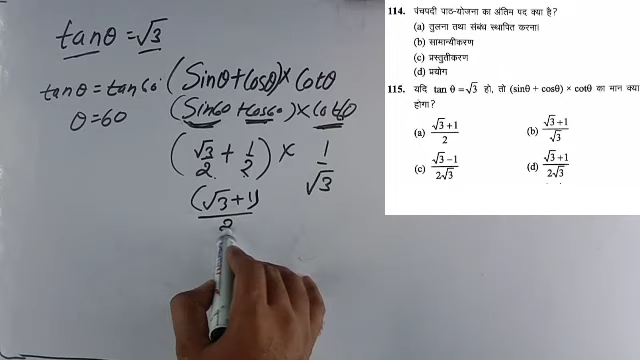 tanθ = √3
tanθ = tan60°
θ = 60
(Sinθ + Cosθ) × Cotθ
(Sin60 + Cos60) × Cotθ
(√3/2 + 1/2) × 1/√3
(√3 + 1)/2
114. पंचपदी पाठ-योजना का अंतिम पद क्या है?
(a) तुलना तथा संबंध स्थापित करना।
(b) सामान्यीकरण
(c) प्रस्तुतीकरण
(d) प्रयोग
115. यदि tan θ = √3 हो, तो (sinθ + cosθ) × cotθ का मान क्या
होगा?
(a) √3 + 1/2 (b) √3 + 1/√3
(c) √3 − 1/2√3 (d) √3 + 1/2√3